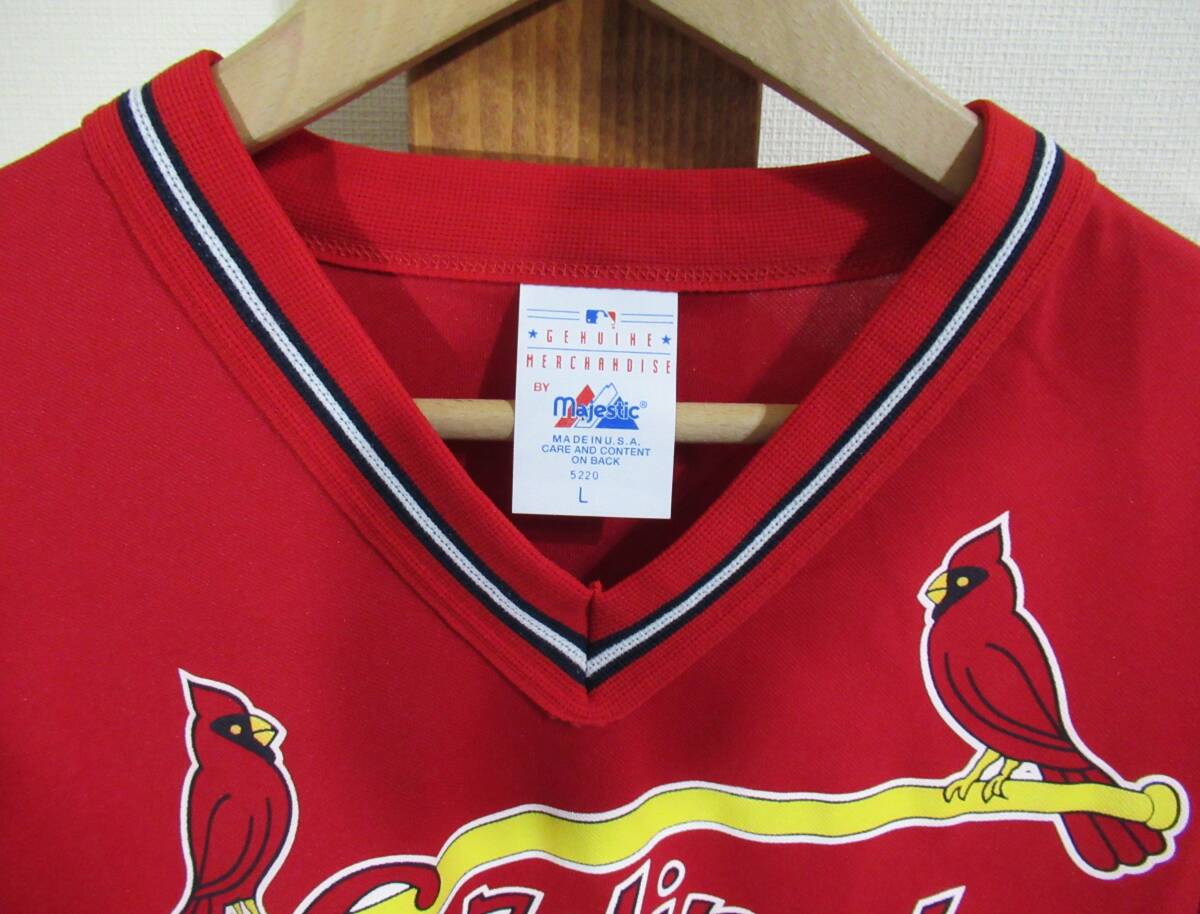 ★ GENUINE ★
MERCHANDISE
BY
Majestic®
MADE IN U.S.A.
CARE AND CONTENT
ON BACK
5220
L